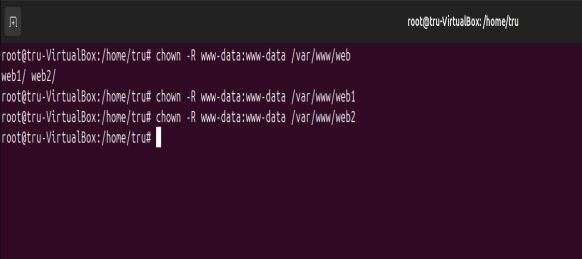 root@tru-VirtualBox: /home/tru
root@tru-VirtualBox:/home/tru# chown -R www-data:www-data /var/www/web
web1/ web2/
root@tru-VirtualBox:/home/tru# chown -R www-data:www-data /var/www/web1
root@tru-VirtualBox:/home/tru# chown -R www-data:www-data /var/www/web2
root@tru-VirtualBox:/home/tru#